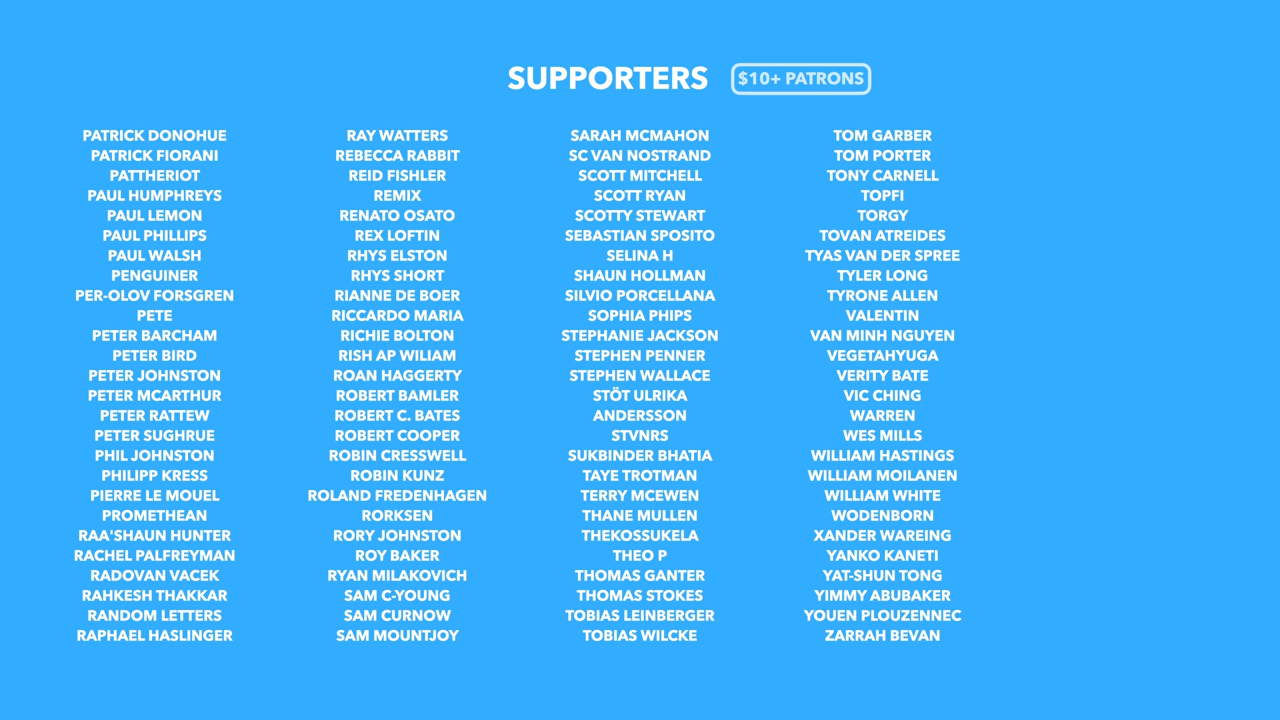 SUPPORTERS $10+ PATRONS
PATRICK DONOHUE
PATRICK FIORANI
PATTHERIOT
PAUL HUMPHREYS
PAUL LEMON
PAUL PHILLIPS
PAUL WALSH
PENGUINER
PER-OLOV FORSGREN
PETE
PETER BARCHAM
PETER BIRD
PETER JOHNSTON
PETER MCARTHUR
PETER RATTEW
PETER SUGHRUE
PHIL JOHNSTON
PHILIPP KRESS
PIERRE LE MOUEL
PROMETHEAN
RAA'SHAUN HUNTER
RACHEL PALFREYMAN
RADOVAN VACEK
RAHKESH THAKKAR
RANDOM LETTERS
RAPHAEL HASLINGER
RAY WATTERS
REBECCA RABBIT
REID FISHLER
REMIX
RENATO OSATO
REX LOFTIN
RHYS ELSTON
RHYS SHORT
RIANNE DE BOER
RICCARDO MARIA
RICHIE BOLTON
RISH AP WILIAM
ROAN HAGGERTY
ROBERT BAMLER
ROBERT C. BATES
ROBERT COOPER
ROBIN CRESSWELL
ROBIN KUNZ
ROLAND FREDENHAGEN
RORKSEN
RORY JOHNSTON
ROY BAKER
RYAN MILAKOVICH
SAM C-YOUNG
SAM CURNOW
SAM MOUNTJOY
SARAH MCMAHON
SC VAN NOSTRAND
SCOTT MITCHELL
SCOTT RYAN
SCOTTY STEWART
SEBASTIAN SPOSITO
SELINA H
SHAUN HOLLMAN
SILVIO PORCELLANA
SOPHIA PHIPS
STEPHANIE JACKSON
STEPHEN PENNER
STEPHEN WALLACE
STÖT ULRIKA
ANDERSSON
STVNRS
SUKBINDER BHATIA
TAYE TROTMAN
TERRY MCEWEN
THANE MULLEN
THEKOSSUKELA
THEO P
THOMAS GANTER
THOMAS STOKES
TOBIAS LEINBERGER
TOBIAS WILCKE
TOM GARBER
TOM PORTER
TONY CARNELL
TOPFI
TORGY
TOVAN ATREIDES
TYAS VAN DER SPREE
TYLER LONG
TYRONE ALLEN
VALENTIN
VAN MINH NGUYEN
VEGETAHYUGA
VERITY BATE
VIC CHING
WARREN
WES MILLS
WILLIAM HASTINGS
WILLIAM MOILANEN
WILLIAM WHITE
WODENBORN
XANDER WAREING
YANKO KANETI
YAT-SHUN TONG
YIMMY ABUBAKER
YOUEN PLOUZENNEC
ZARRAH BEVAN